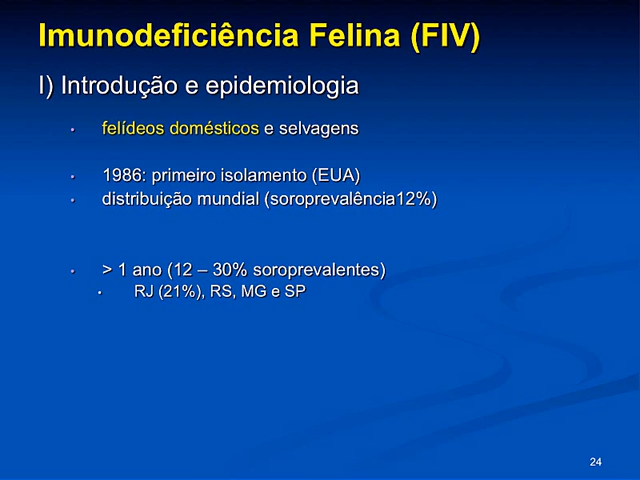 Imunodeficiência Felina (FIV)
I) Introdução e epidemiologia
• felídeos domésticos e selvagens
• 1986: primeiro isolamento (EUA)
• distribuição mundial (soroprevalência12%)
• > 1 ano (12 – 30% soroprevalentes)
• RJ (21%), RS, MG e SP
24